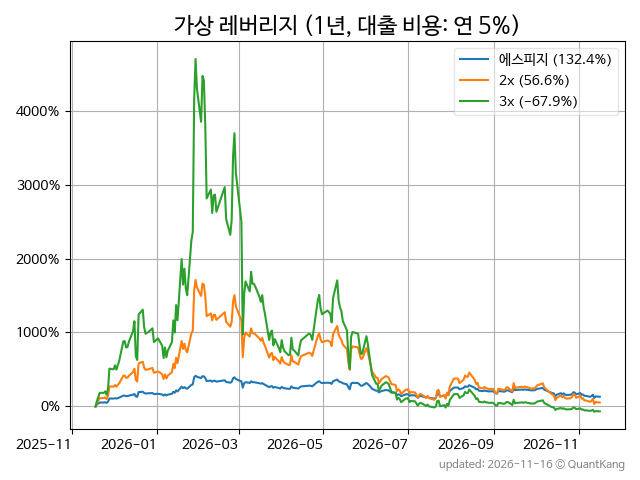 가상 레버리지 (1년, 대출 비용: 연 5%)
에스피지 (132.4%)
2x (56.6%)
3x (−67.9%)
4000%
3000%
2000%
1000%
0%
2025-11 2026-01 2026-03 2026-05 2026-07 2026-09 2026-11
updated: 2026-11-16 © QuantKang